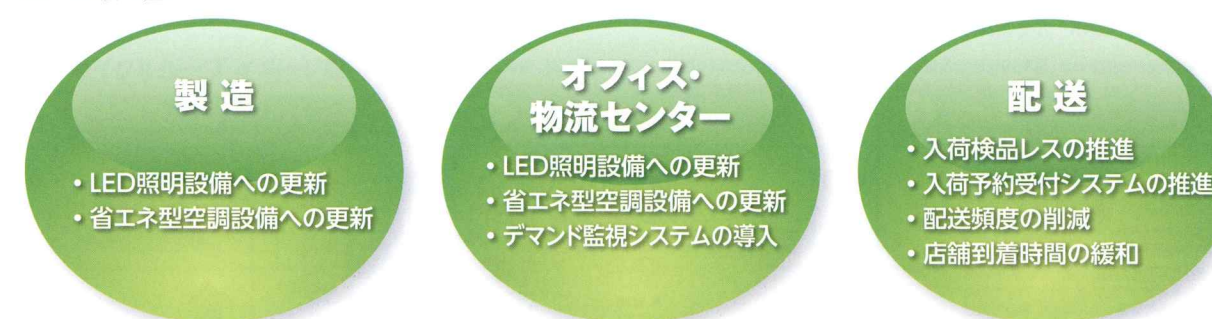 製造
・LED照明設備への更新
・省エネ型空調設備への更新
オフィス・
物流センター
・LED照明設備への更新
・省エネ型空調設備への更新
・デマンド監視システムの導入
配送
・入荷検品レスの推進
・入荷予約受付システムの推進
・配送頻度の削減
・店舗到着時間の緩和